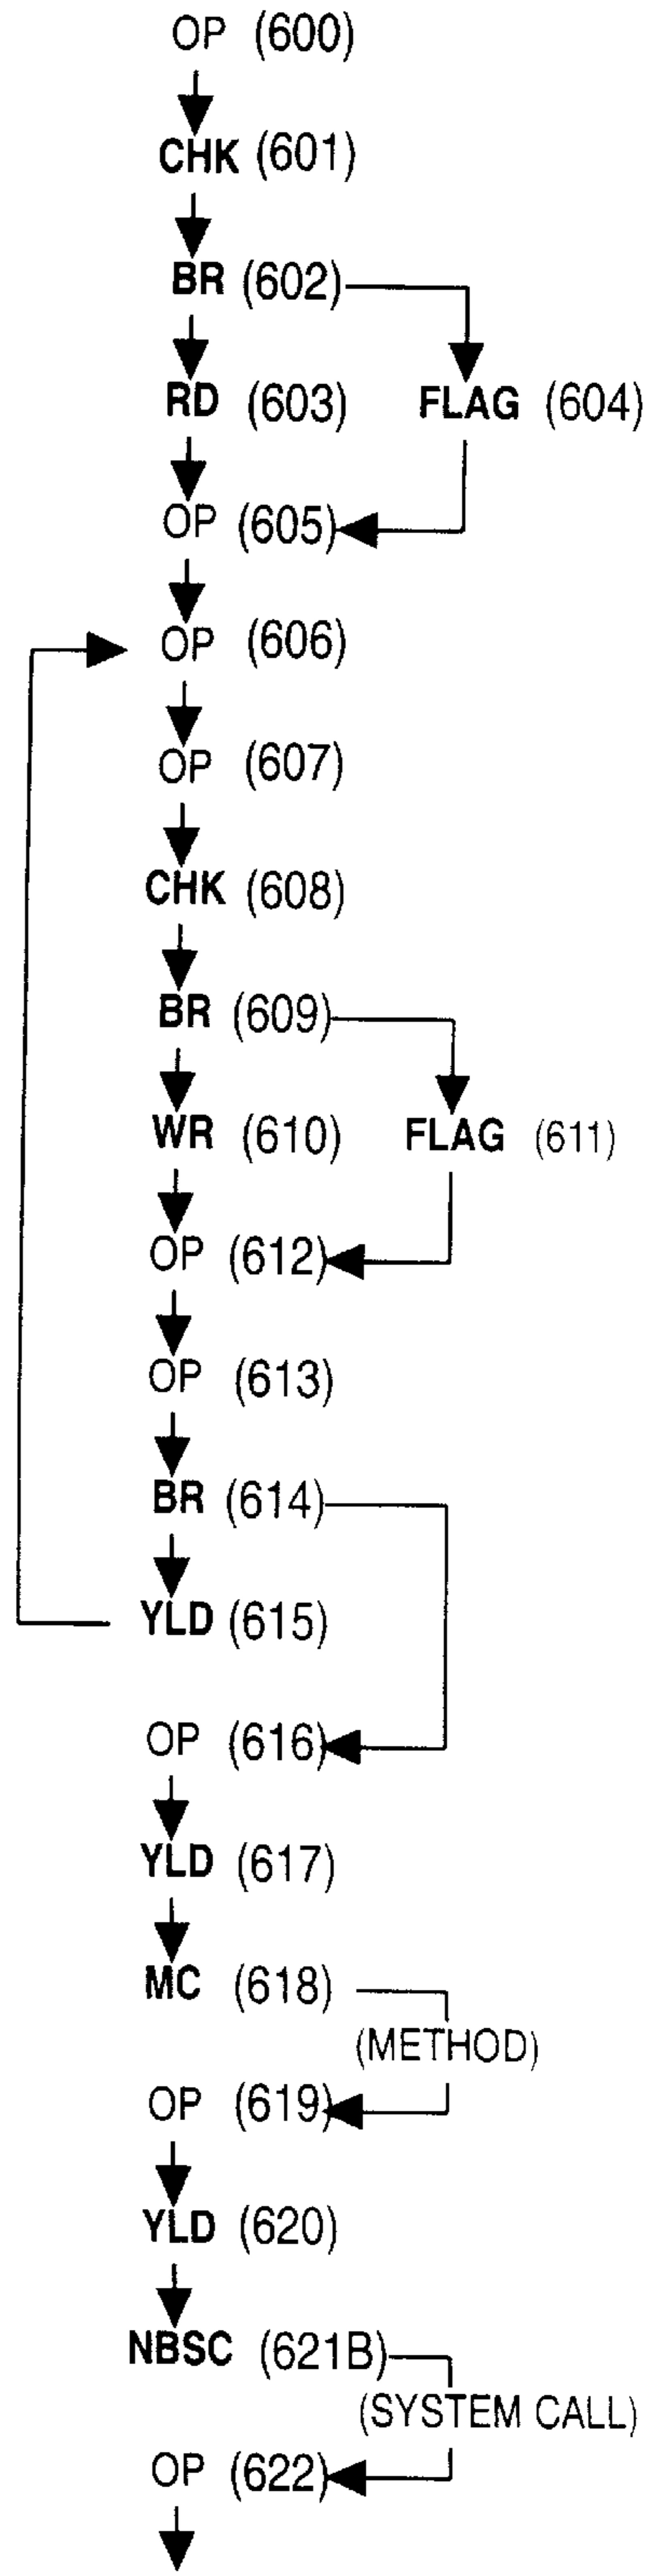 OP (600)
CHK (601)
BR (602)
RD (603) FLAG (604)
OP (605)
OP (606)
OP (607)
CHK (608)
BR (609)
WR (610) FLAG (611)
OP (612)
OP (613)
BR (614)
YLD (615)
OP (616)
YLD (617)
MC (618)
(METHOD)
OP (619)
YLD (620)
NBSC (621B)
(SYSTEM CALL)
OP (622)